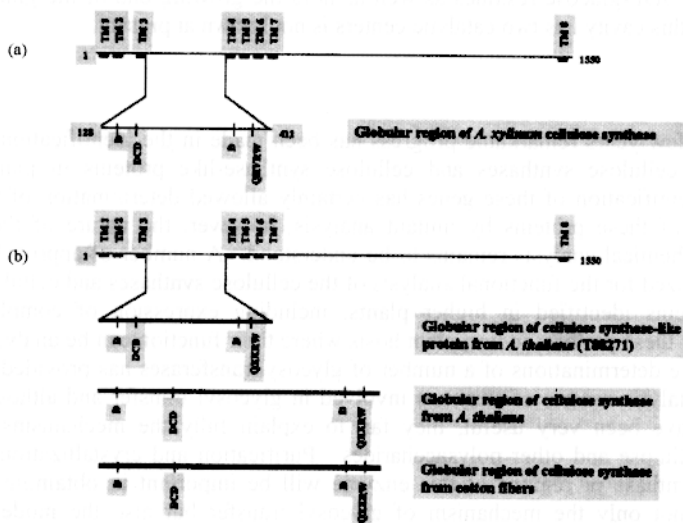 (a)
TM 1 TM 2 TM 3 TM 4 TM 5 TM 6 TM 7 TM 8
1 1550
128 412
D DCD D QRVRW
Globular region of A. xylinum cellulose synthase
(b)
TM 1 TM 2 TM 3 TM 4 TM 5 TM 6 TM 7 TM 8
1 1550
D DCD D QXXRW
Globular region of cellulose synthase-like
protein from A. thaliana (T08271)
D DCD D QXXRW
Globular region of cellulose synthase
from A. thaliana
D DCD D QXXRW
Globular region of cellulose synthase
from cotton fibers